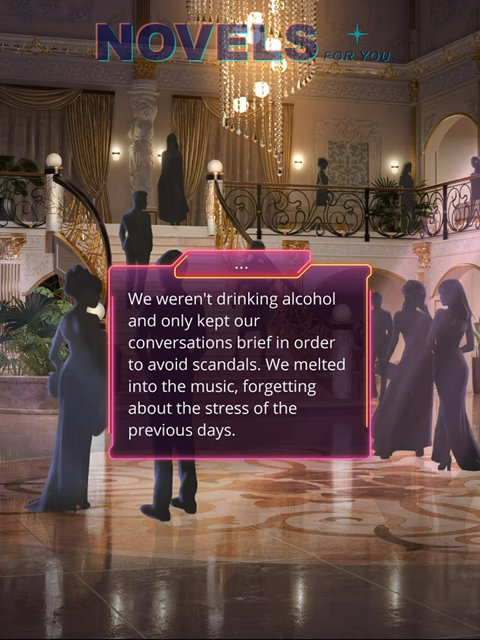 NOVELS
FOR YOU
...
We weren't drinking alcohol
and only kept our
conversations brief in order
to avoid scandals. We melted
into the music, forgetting
about the stress of the
previous days.